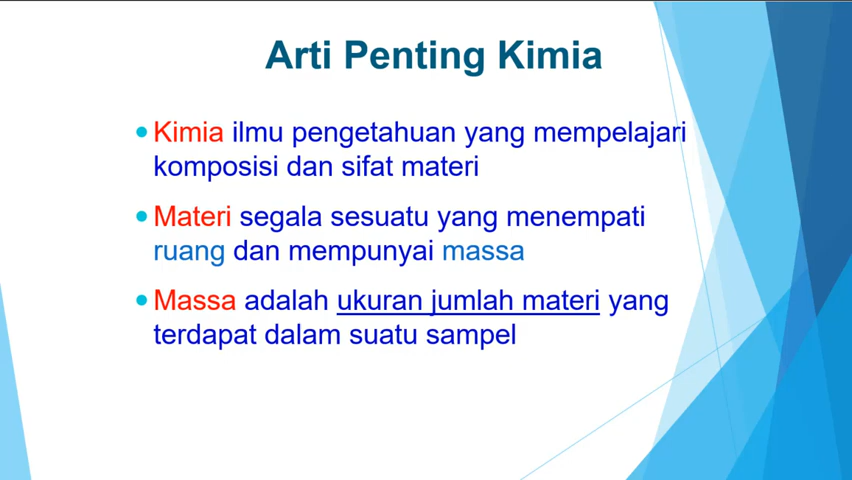 Arti Penting Kimia
Kimia ilmu pengetahuan yang mempelajari
komposisi dan sifat materi
Materi segala sesuatu yang menempati
ruang dan mempunyai massa
Massa adalah ukuran jumlah materi yang
terdapat dalam suatu sampel